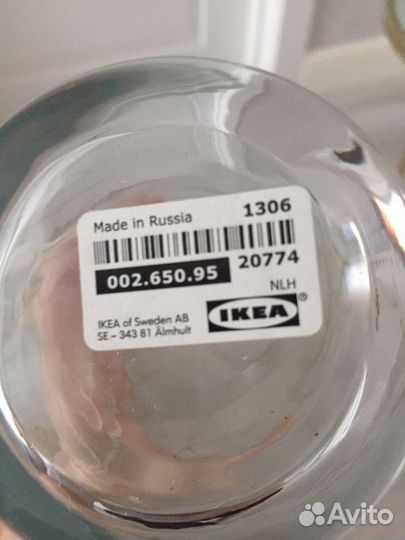 Made in Russia 1306
002.650.95 20774
NLH
IKEA of Sweden AB
SE – 343 81 Älmhult
IKEA®
Avito